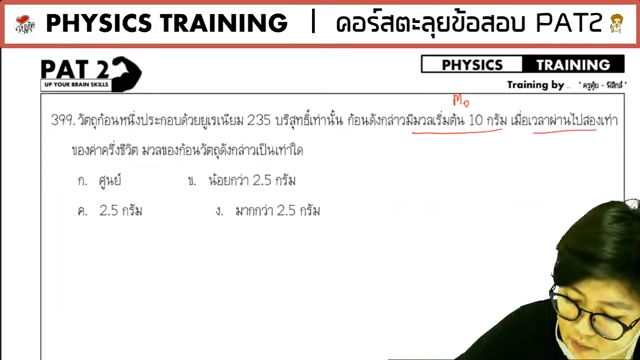 PHYSICS TRAINING | คอร์สตะลุยข้อสอบ PAT2
PAT 2
UP YOUR BRAIN SKILLS
PHYSICS TRAINING
Training by...
M₀
399. วัตถุก้อนหนึ่งประกอบด้วยยูเรเนียม 235 บริสุทธิ์เท่านั้น ก้อนดังกล่าวมีมวลเริ่มต้น 10 กรัม เมื่อเวลาผ่านไปสองเท่า
ของค่าครึ่งชีวิต มวลของก้อนวัตถุดังกล่าวเป็นเท่าใด
ก. ศูนย์ ข. น้อยกว่า 2.5 กรัม
ค. 2.5 กรัม ง. มากกว่า 2.5 กรัม